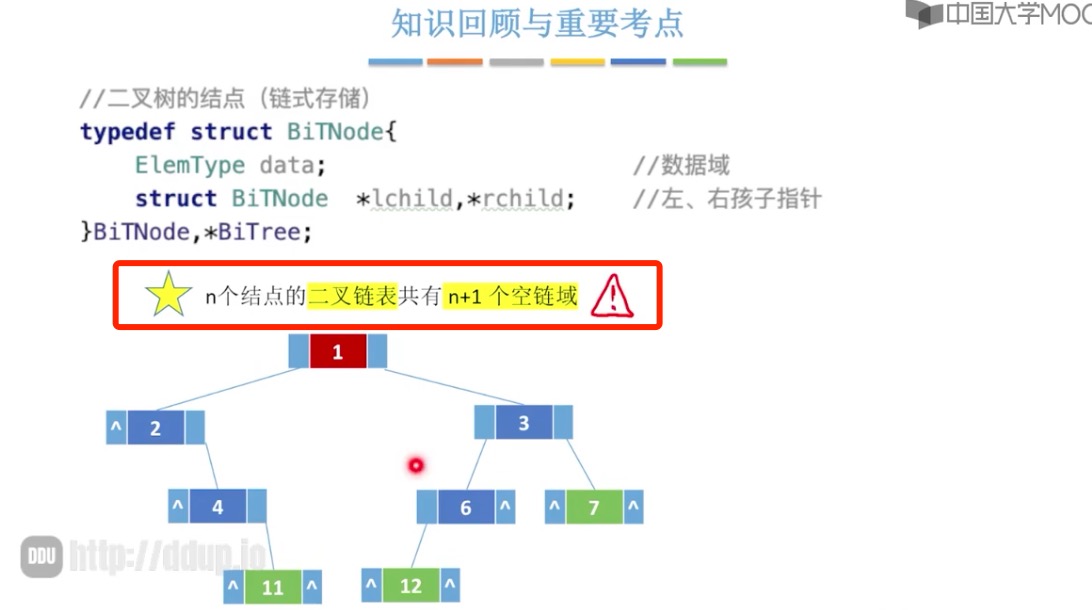 知识回顾与重要考点
中国大学MOO
//二叉树的结点（链式存储）
typedef struct BiTNode{
ElemType data; //数据域
struct BiTNode *lchild,*rchild; //左、右孩子指针
}BiTNode,*BiTree;
n个结点的二叉链表共有 n+1 个空链域
1
^ 2
3
^ 4
6 ^
^ 7 ^
^ 11 ^
^ 12 ^
DDU http://ddup.io